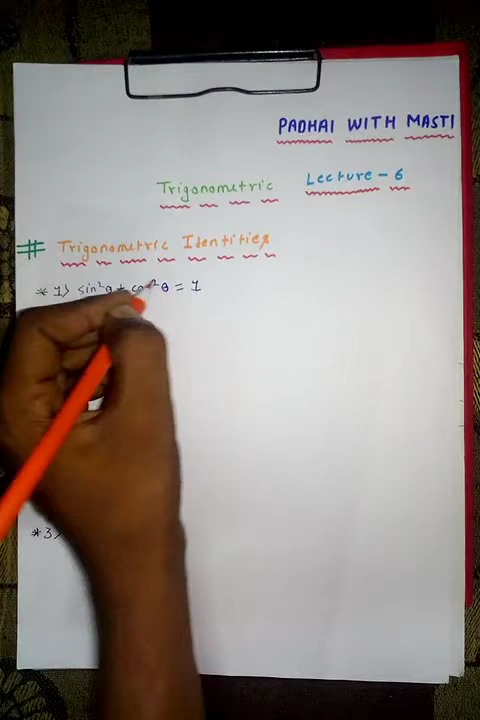 PADHAI WITH MASTI
Trigonometric Lecture - 6
# Trigonometric Identities
* 1> sin²θ + cos²θ = 1
* 3>